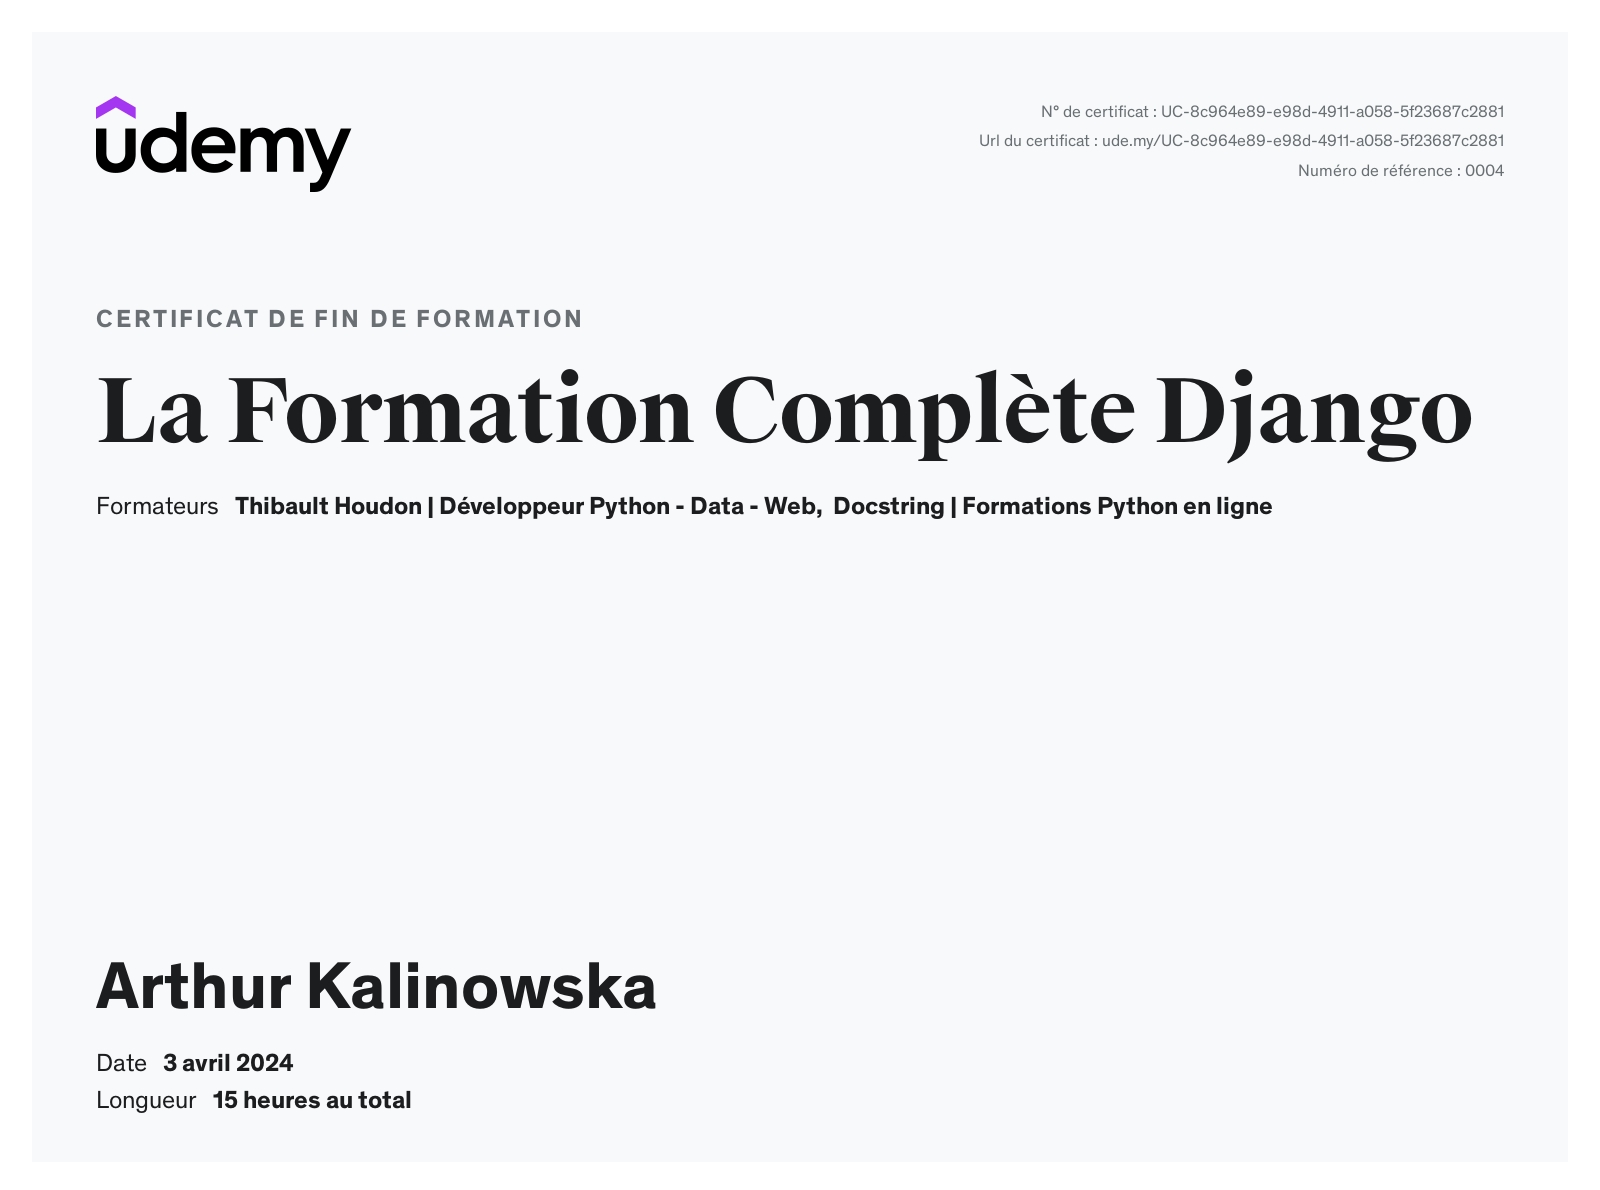 udemy
N° de certificat : UC-8c964e89-e98d-4911-a058-5f23687c2881
Url du certificat : ude.my/UC-8c964e89-e98d-4911-a058-5f23687c2881
Numéro de référence : 0004
CERTIFICAT DE FIN DE FORMATION
La Formation Complète Django
Formateurs Thibault Houdon | Développeur Python - Data - Web, Docstring | Formations Python en ligne
Arthur Kalinowska
Date 3 avril 2024
Longueur 15 heures au total